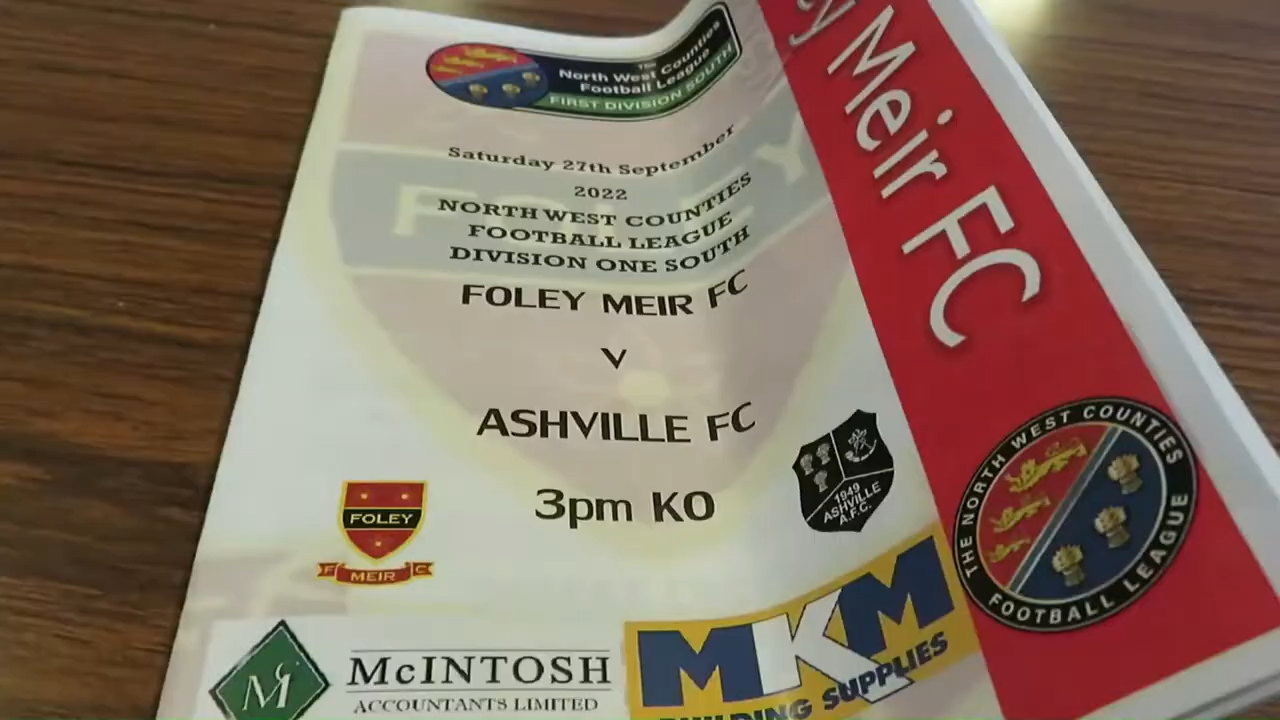 The
North West Counties
Football League
FIRST DIVISION SOUTH
Saturday 27th September
2022
NORTH WEST COUNTIES
FOOTBALL LEAGUE
DIVISION ONE SOUTH
FOLEY MEIR FC
V
ASHVILLE FC
3pm KO
FOLEY
F MEIR C
1949
ASHVILLE
A.F.C.
Mc
McINTOSH
ACCOUNTANTS LIMITED
MKM
BUILDING SUPPLIES
y Meir FC
THE NORTH WEST COUNTIES
FOOTBALL LEAGUE
FOLEY